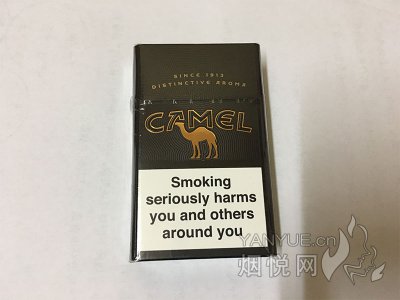 SINCE 1913
DISTINCTIVE AROMA
CAMEL
Smoking
seriously harms
you and others
around you
YANYUE.cn
烟悦网